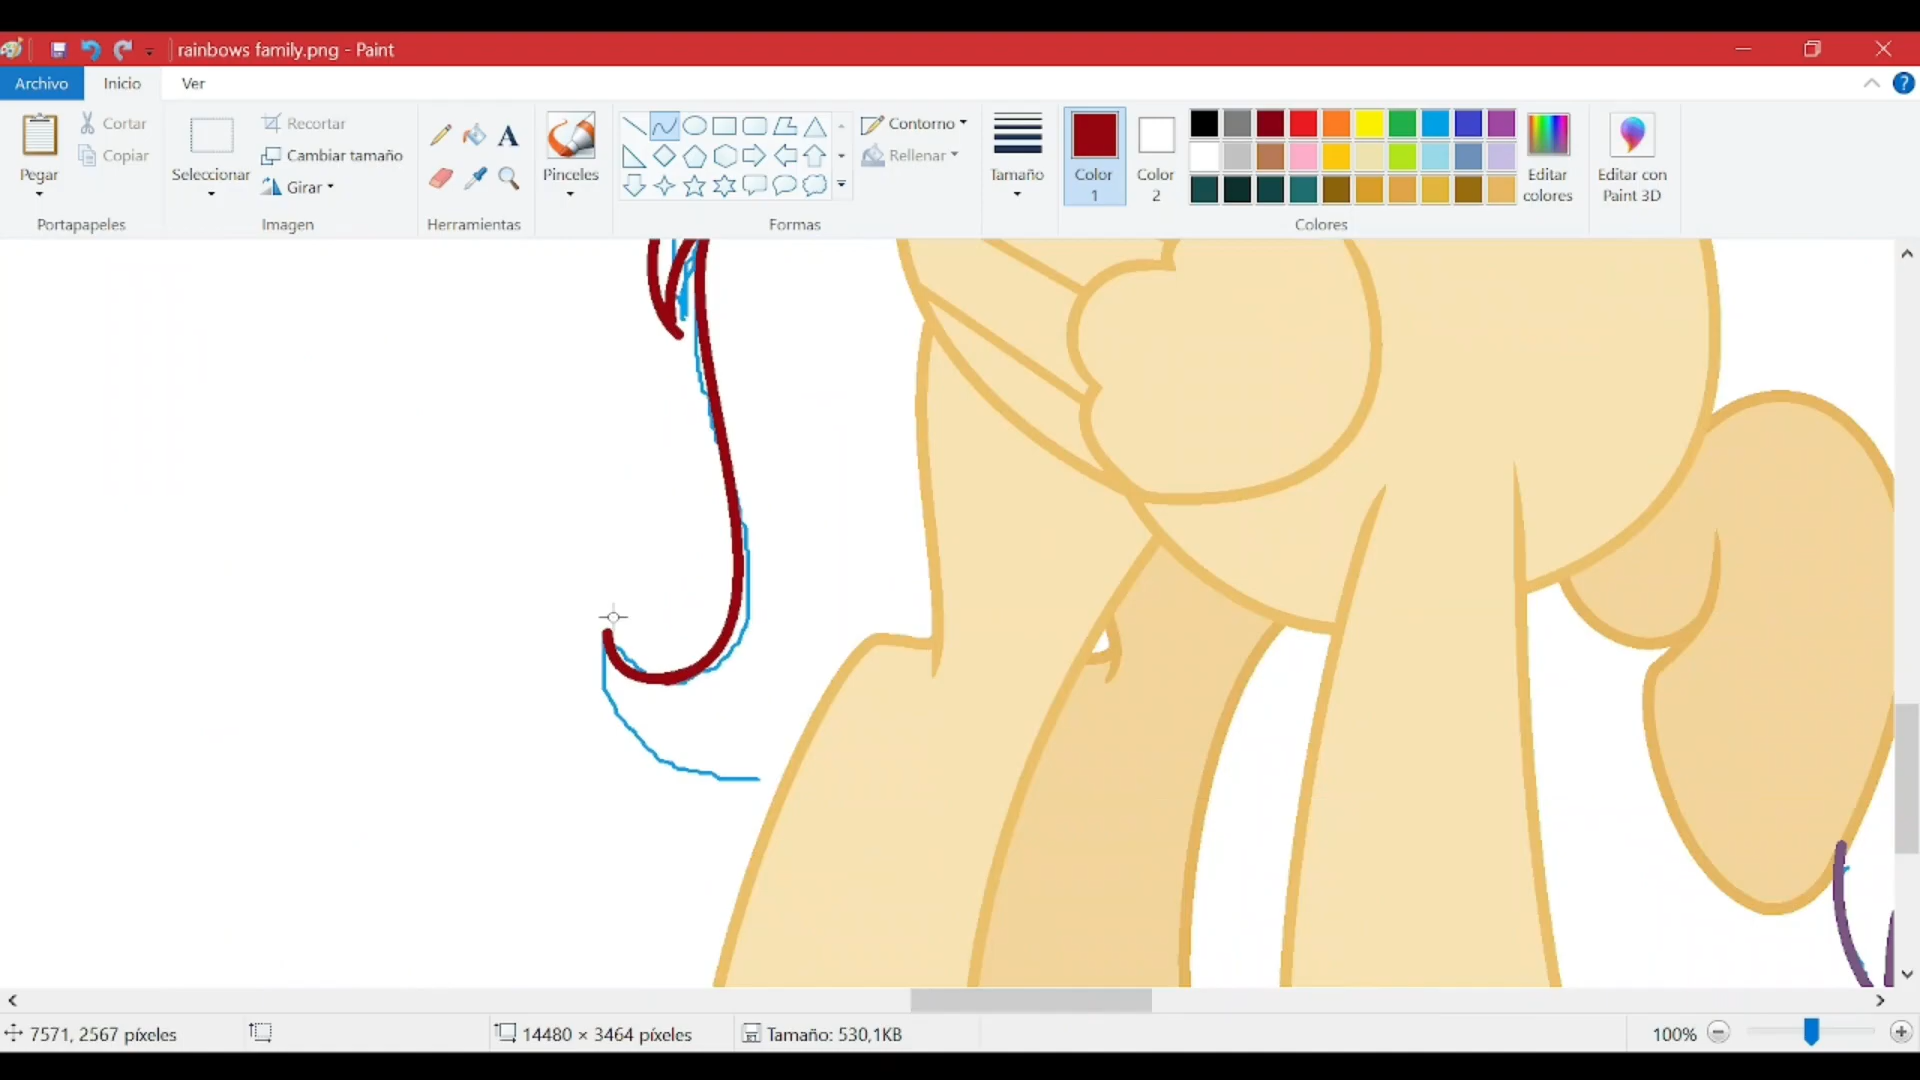 rainbows family.png - Paint
Archivo Inicio Ver
?
Pegar
Cortar
Copiar
Portapapeles
Seleccionar
Recortar
Cambiar tamaño
Girar
Imagen
A
Herramientas
Pinceles
Contorno
Rellenar
Formas
Tamaño
Color
1
Color
2
Editar
colores
Colores
Editar con
Paint 3D
7571, 2567 píxeles
14480 × 3464 píxeles
Tamaño: 530,1KB
100%